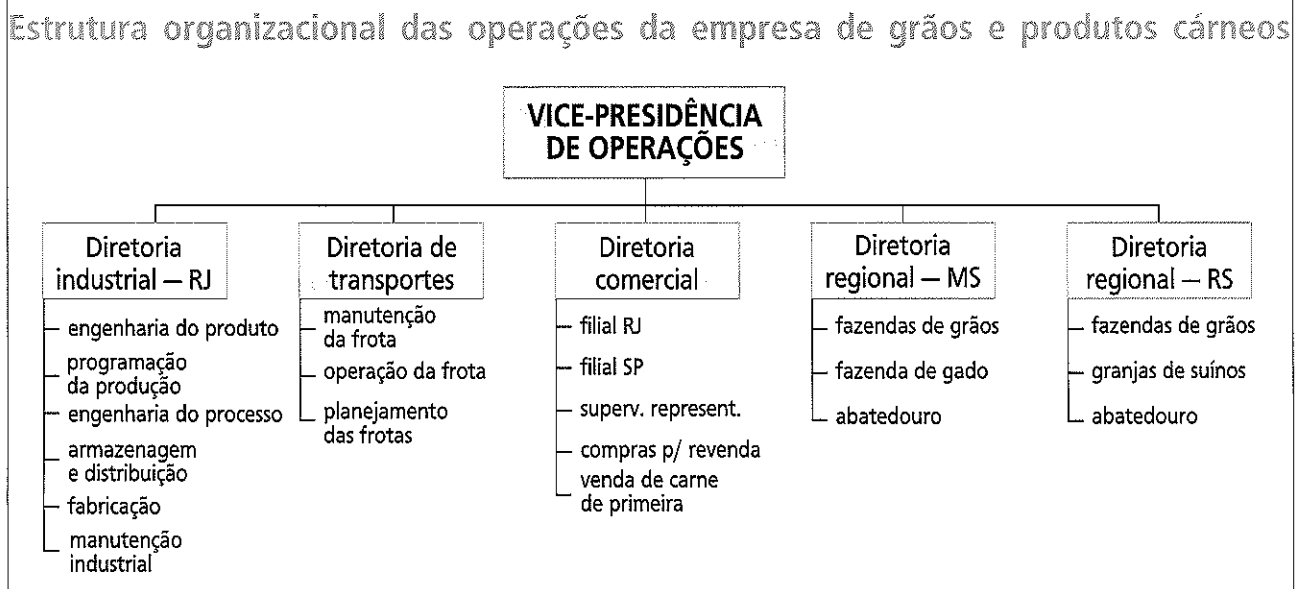 Estrutura organizacional das operações da empresa de grãos e produtos cárneos
VICE-PRESIDÊNCIA
DE OPERAÇÕES
Diretoria
industrial — RJ
engenharia do produto
programação
da produção
engenharia do processo
armazenagem
e distribuição
fabricação
manutenção
industrial
Diretoria de
transportes
manutenção
da frota
operação da frota
planejamento
das frotas
Diretoria
comercial
filial RJ
filial SP
superv. represent.
compras p/ revenda
venda de carne
de primeira
Diretoria
regional — MS
fazendas de grãos
fazenda de gado
abatedouro
Diretoria
regional — RS
fazendas de grãos
granjas de suínos
abatedouro